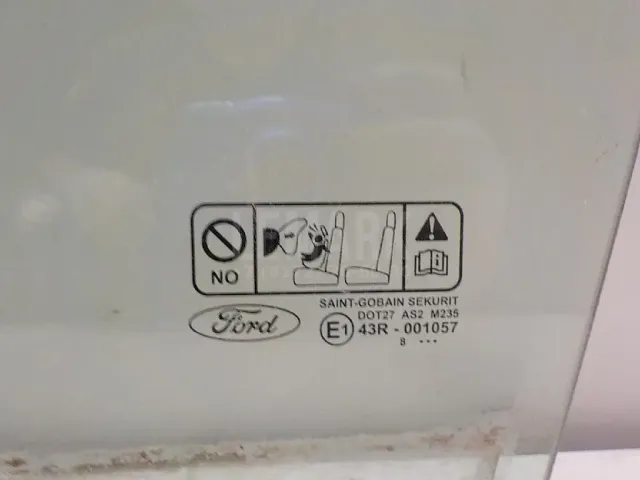 NO
SAINT-GOBAIN SEKURIT
Ford
DOT27 AS2 M235
E1 43R - 001057
8 ...